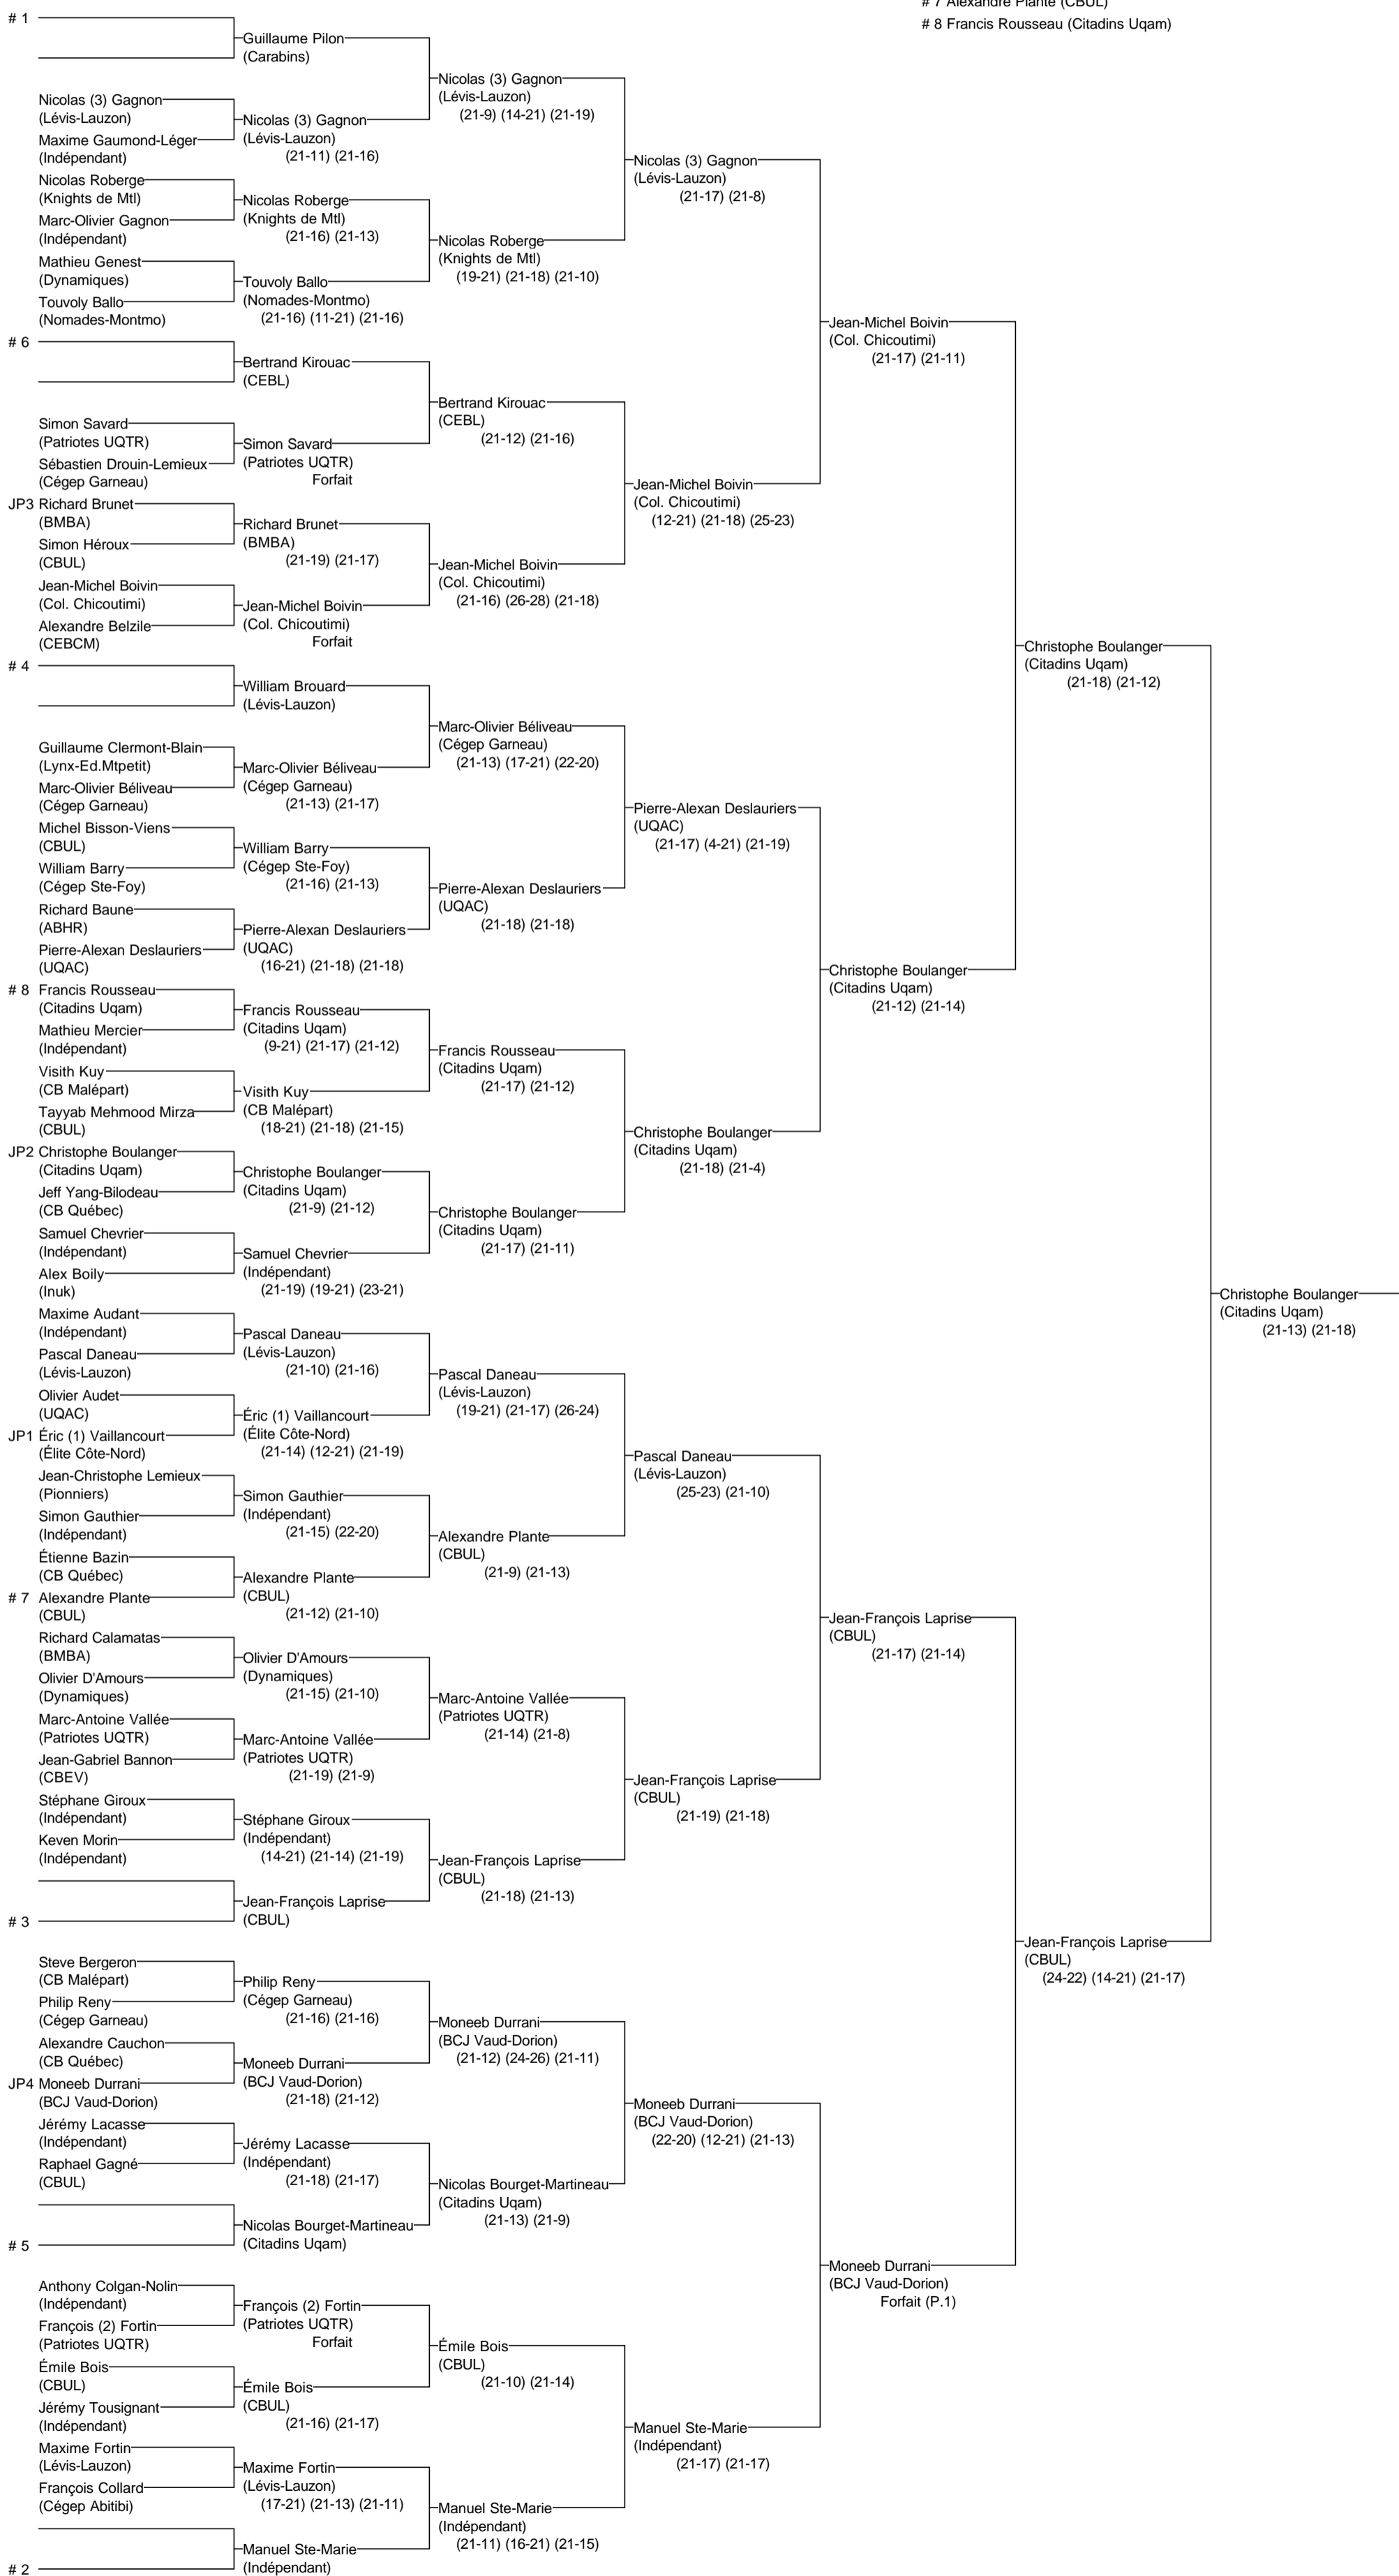 # 7 Alexandre Plante (CBUL)
# 8 Francis Rousseau (Citadins Uqam)
# 1
Nicolas (3) Gagnon
(Lévis-Lauzon)
Maxime Gaumond-Léger
(Indépendant)
Nicolas Roberge
(Knights de Mtl)
Marc-Olivier Gagnon
(Indépendant)
Mathieu Genest
(Dynamiques)
Touvoly Ballo
(Nomades-Montmo)
# 6
Simon Savard
(Patriotes UQTR)
Sébastien Drouin-Lemieux
(Cégep Garneau)
JP3 Richard Brunet
(BMBA)
Simon Héroux
(CBUL)
Jean-Michel Boivin
(Col. Chicoutimi)
Alexandre Belzile
(CEBCM)
# 4
Guillaume Clermont-Blain
(Lynx-Ed.Mtpetit)
Marc-Olivier Béliveau
(Cégep Garneau)
Michel Bisson-Viens
(CBUL)
William Barry
(Cégep Ste-Foy)
Richard Baune
(ABHR)
Pierre-Alexan Deslauriers
(UQAC)
# 8 Francis Rousseau
(Citadins Uqam)
Mathieu Mercier
(Indépendant)
Visith Kuy
(CB Malépart)
Tayyab Mehmood Mirza
(CBUL)
JP2 Christophe Boulanger
(Citadins Uqam)
Jeff Yang-Bilodeau
(CB Québec)
Samuel Chevrier
(Indépendant)
Alex Boily
(Inuk)
Maxime Audant
(Indépendant)
Pascal Daneau
(Lévis-Lauzon)
Olivier Audet
(UQAC)
JP1 Éric (1) Vaillancourt
(Élite Côte-Nord)
Jean-Christophe Lemieux
(Pionniers)
Simon Gauthier
(Indépendant)
Étienne Bazin
(CB Québec)
# 7 Alexandre Plante
(CBUL)
Richard Calamatas
(BMBA)
Olivier D'Amours
(Dynamiques)
Marc-Antoine Vallée
(Patriotes UQTR)
Jean-Gabriel Bannon
(CBEV)
Stéphane Giroux
(Indépendant)
Keven Morin
(Indépendant)
# 3
Steve Bergeron
(CB Malépart)
Philip Reny
(Cégep Garneau)
Alexandre Cauchon
(CB Québec)
JP4 Moneeb Durrani
(BCJ Vaud-Dorion)
Jérémy Lacasse
(Indépendant)
Raphael Gagné
(CBUL)
# 5
Anthony Colgan-Nolin
(Indépendant)
François (2) Fortin
(Patriotes UQTR)
Émile Bois
(CBUL)
Jérémy Tousignant
(Indépendant)
Maxime Fortin
(Lévis-Lauzon)
François Collard
(Cégep Abitibi)
# 2
Guillaume Pilon
(Carabins)
Nicolas (3) Gagnon
(Lévis-Lauzon)
(21-11) (21-16)
Nicolas Roberge
(Knights de Mtl)
(21-16) (21-13)
Touvoly Ballo
(Nomades-Montmo)
(21-16) (11-21) (21-16)
Bertrand Kirouac
(CEBL)
Simon Savard
(Patriotes UQTR)
Forfait
Richard Brunet
(BMBA)
(21-19) (21-17)
Jean-Michel Boivin
(Col. Chicoutimi)
Forfait
William Brouard
(Lévis-Lauzon)
Marc-Olivier Béliveau
(Cégep Garneau)
(21-13) (21-17)
William Barry
(Cégep Ste-Foy)
(21-16) (21-13)
Pierre-Alexan Deslauriers
(UQAC)
(16-21) (21-18) (21-18)
Francis Rousseau
(Citadins Uqam)
(9-21) (21-17) (21-12)
Visith Kuy
(CB Malépart)
(18-21) (21-18) (21-15)
Christophe Boulanger
(Citadins Uqam)
(21-9) (21-12)
Samuel Chevrier
(Indépendant)
(21-19) (19-21) (23-21)
Pascal Daneau
(Lévis-Lauzon)
(21-10) (21-16)
Éric (1) Vaillancourt
(Élite Côte-Nord)
(21-14) (12-21) (21-19)
Simon Gauthier
(Indépendant)
(21-15) (22-20)
Alexandre Plante
(CBUL)
(21-12) (21-10)
Olivier D'Amours
(Dynamiques)
(21-15) (21-10)
Marc-Antoine Vallée
(Patriotes UQTR)
(21-19) (21-9)
Stéphane Giroux
(Indépendant)
(14-21) (21-14) (21-19)
Jean-François Laprise
(CBUL)
Philip Reny
(Cégep Garneau)
(21-16) (21-16)
Moneeb Durrani
(BCJ Vaud-Dorion)
(21-18) (21-12)
Jérémy Lacasse
(Indépendant)
(21-18) (21-17)
Nicolas Bourget-Martineau
(Citadins Uqam)
François (2) Fortin
(Patriotes UQTR)
Forfait
Émile Bois
(CBUL)
(21-16) (21-17)
Maxime Fortin
(Lévis-Lauzon)
(17-21) (21-13) (21-11)
Manuel Ste-Marie
(Indépendant)
Nicolas (3) Gagnon
(Lévis-Lauzon)
(21-9) (14-21) (21-19)
Nicolas Roberge
(Knights de Mtl)
(19-21) (21-18) (21-10)
Bertrand Kirouac
(CEBL)
(21-12) (21-16)
Jean-Michel Boivin
(Col. Chicoutimi)
(21-16) (26-28) (21-18)
Marc-Olivier Béliveau
(Cégep Garneau)
(21-13) (17-21) (22-20)
Pierre-Alexan Deslauriers
(UQAC)
(21-18) (21-18)
Francis Rousseau
(Citadins Uqam)
(21-17) (21-12)
Christophe Boulanger
(Citadins Uqam)
(21-17) (21-11)
Pascal Daneau
(Lévis-Lauzon)
(19-21) (21-17) (26-24)
Alexandre Plante
(CBUL)
(21-9) (21-13)
Marc-Antoine Vallée
(Patriotes UQTR)
(21-14) (21-8)
Jean-François Laprise
(CBUL)
(21-18) (21-13)
Moneeb Durrani
(BCJ Vaud-Dorion)
(21-12) (24-26) (21-11)
Nicolas Bourget-Martineau
(Citadins Uqam)
(21-13) (21-9)
Émile Bois
(CBUL)
(21-10) (21-14)
Manuel Ste-Marie
(Indépendant)
(21-11) (16-21) (21-15)
Nicolas (3) Gagnon
(Lévis-Lauzon)
(21-17) (21-8)
Jean-Michel Boivin
(Col. Chicoutimi)
(12-21) (21-18) (25-23)
Pierre-Alexan Deslauriers
(UQAC)
(21-17) (4-21) (21-19)
Christophe Boulanger
(Citadins Uqam)
(21-18) (21-4)
Pascal Daneau
(Lévis-Lauzon)
(25-23) (21-10)
Jean-François Laprise
(CBUL)
(21-19) (21-18)
Moneeb Durrani
(BCJ Vaud-Dorion)
(22-20) (12-21) (21-13)
Manuel Ste-Marie
(Indépendant)
(21-17) (21-17)
Jean-Michel Boivin
(Col. Chicoutimi)
(21-17) (21-11)
Christophe Boulanger
(Citadins Uqam)
(21-12) (21-14)
Jean-François Laprise
(CBUL)
(21-17) (21-14)
Moneeb Durrani
(BCJ Vaud-Dorion)
Forfait (P.1)
Christophe Boulanger
(Citadins Uqam)
(21-18) (21-12)
Jean-François Laprise
(CBUL)
(24-22) (14-21) (21-17)
Christophe Boulanger
(Citadins Uqam)
(21-13) (21-18)